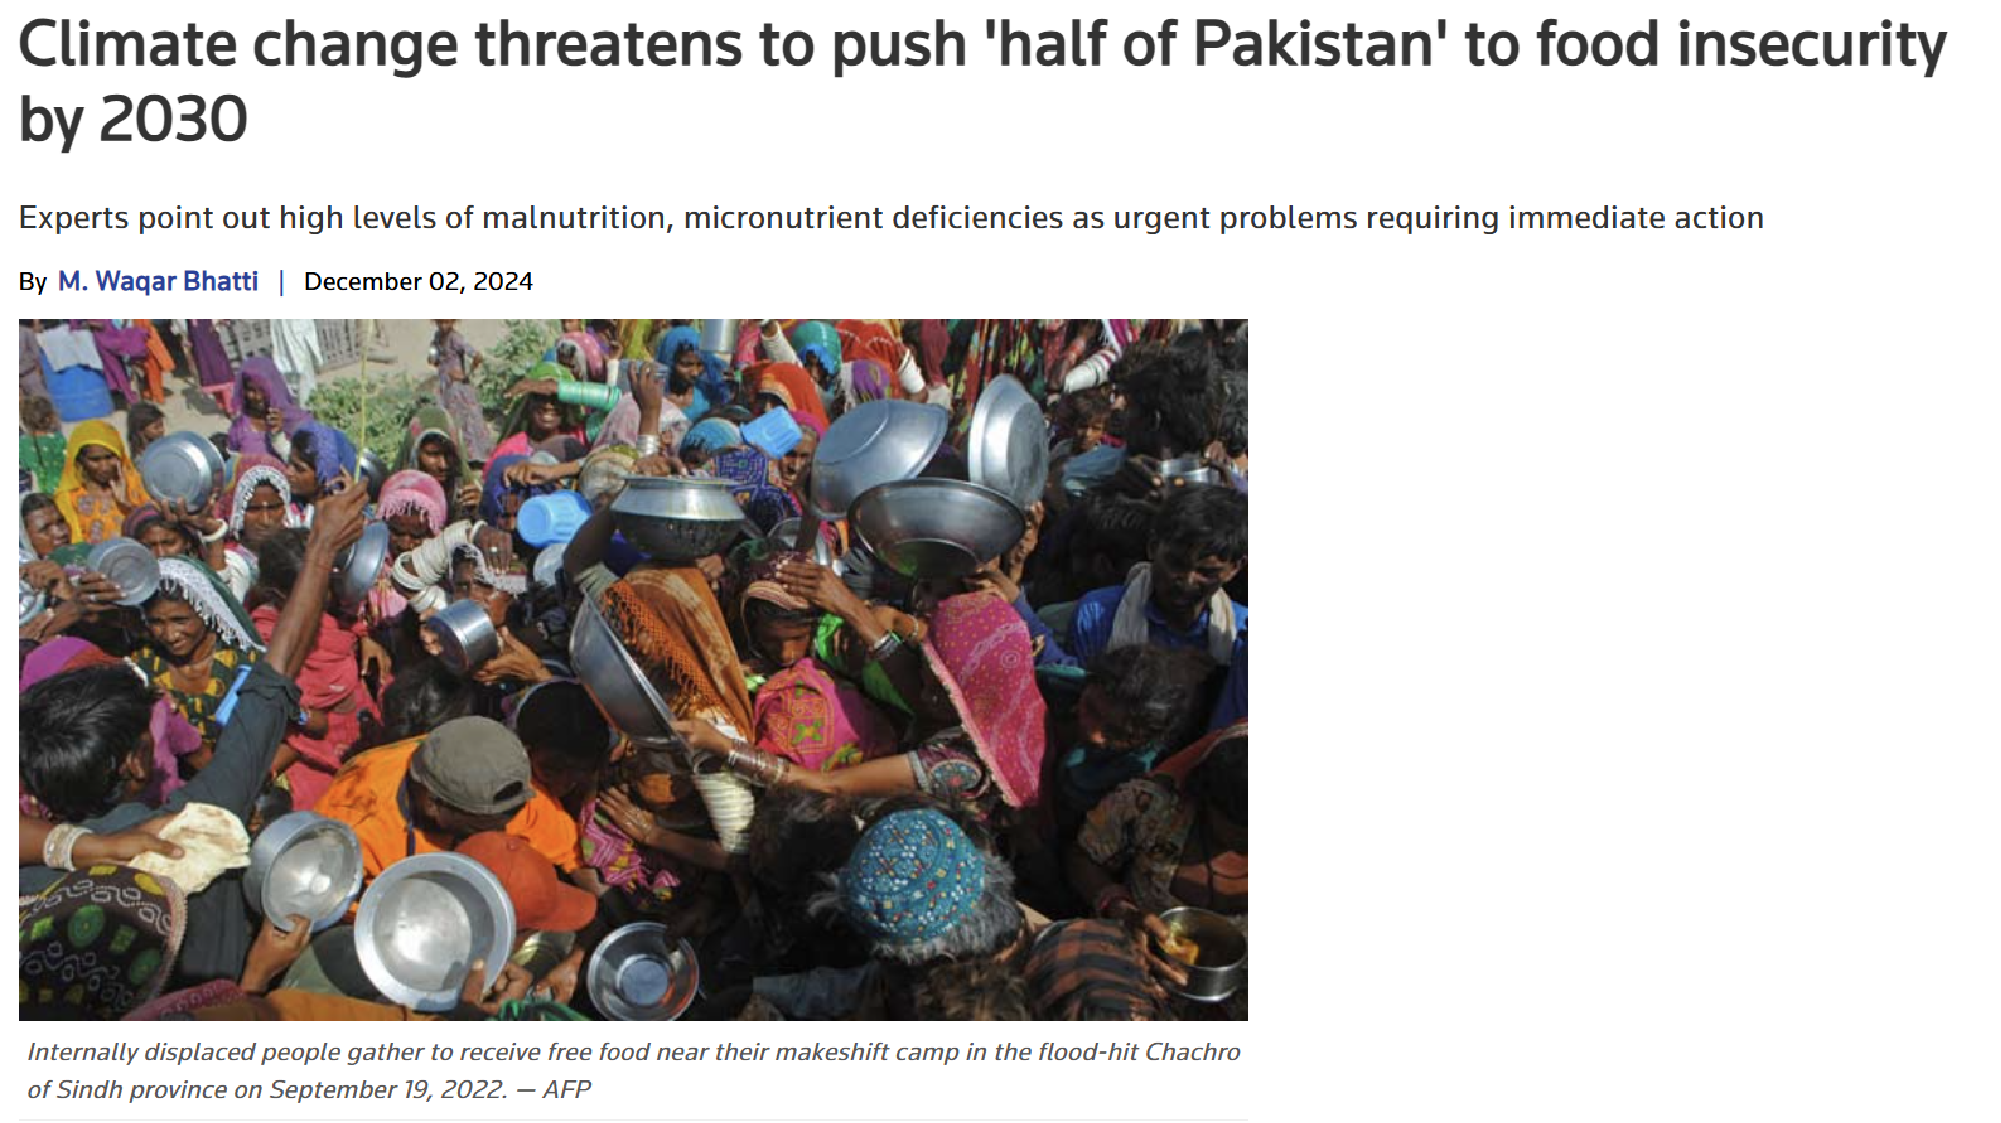 Climate change threatens to push 'half of Pakistan' to food insecurity
by 2030
Experts point out high levels of malnutrition, micronutrient deficiencies as urgent problems requiring immediate action
By M. Waqar Bhatti | December 02, 2024
Internally displaced people gather to receive free food near their makeshift camp in the flood-hit Chachro
of Sindh province on September 19, 2022. — AFP